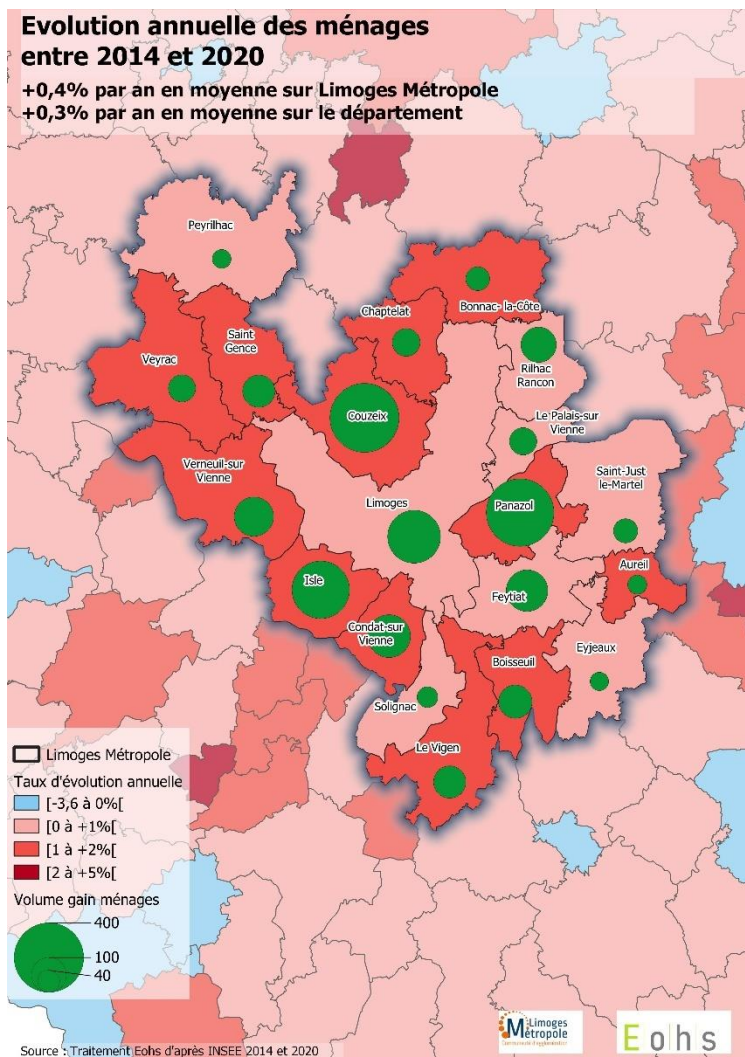 Evolution annuelle des ménages
entre 2014 et 2020
+0,4% par an en moyenne sur Limoges Métropole
+0,3% par an en moyenne sur le département
Peyrilhac
Bonnac- la-Côte
Chaptelat
Saint
Gence
Veyrac
Rilhac
Rancon
Couzeix
Le Palais-sur
Vienne
Verneuil-sur
Vienne
Saint-Just
le-Martel
Limoges
Panazol
Aureil
Isle
Feytiat
Condat-sur
Vienne
Eyjeaux
Boisseuil
Solignac
Le Vigen
Limoges Métropole
Taux d'évolution annuelle
[-3,6 à 0%[
[0 à +1%[
[1 à +2%[
[2 à +5%[
Volume gain ménages
400
100
40
Limoges
Métropole
Communauté d'agglomération
Eohs
Source : Traitement Eohs d'après INSEE 2014 et 2020